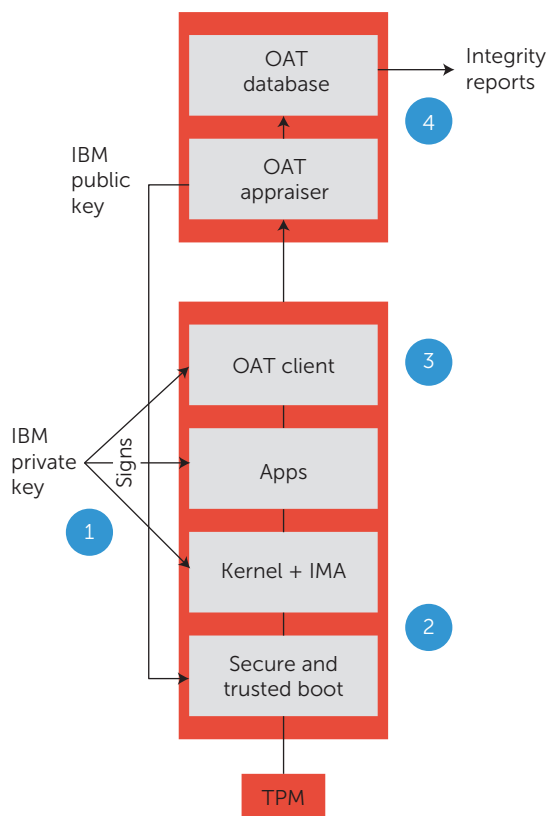 OAT
database
Integrity
reports
4
IBM
public
key
OAT
appraiser
OAT client
3
IBM
private
key
Signs
Apps
1
Kernel + IMA
2
Secure and
trusted boot
TPM